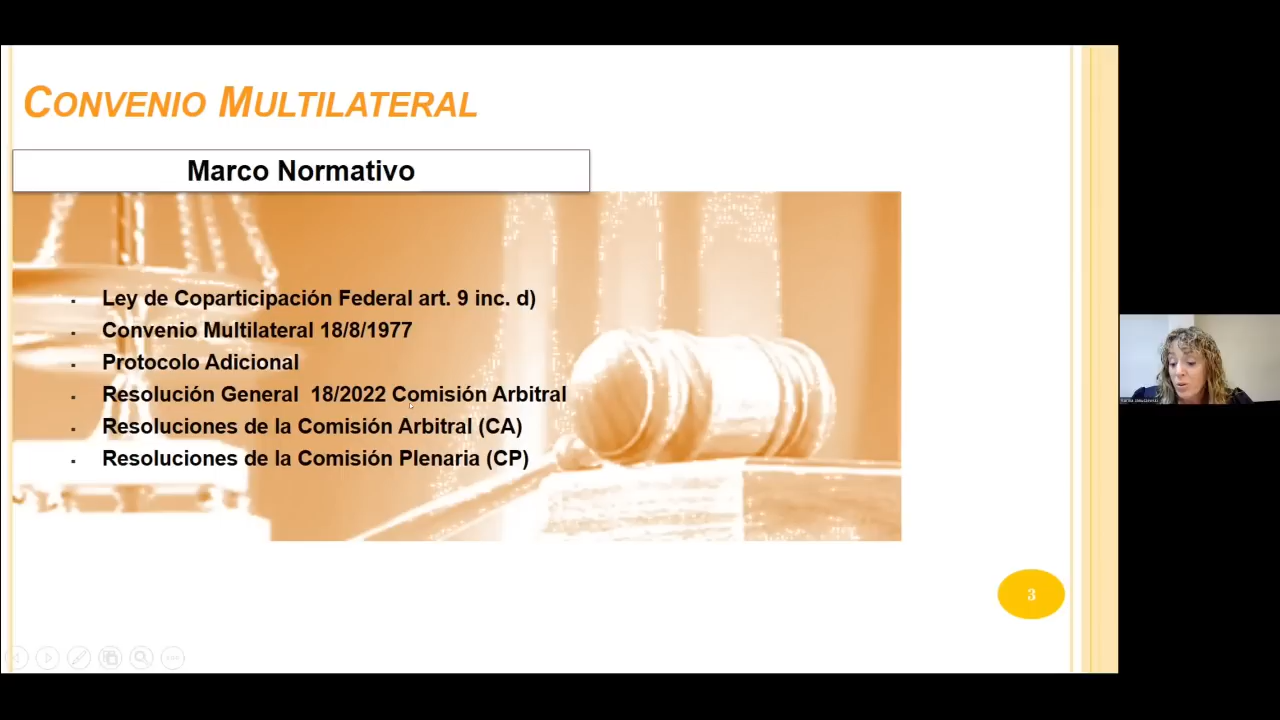 CONVENIO MULTILATERAL
Marco Normativo
▪ Ley de Coparticipación Federal art. 9 inc. d)
▪ Convenio Multilateral 18/8/1977
▪ Protocolo Adicional
▪ Resolución General  18/2022 Comisión Arbitral
▪ Resoluciones de la Comisión Arbitral (CA)
▪ Resoluciones de la Comisión Plenaria (CP)
3